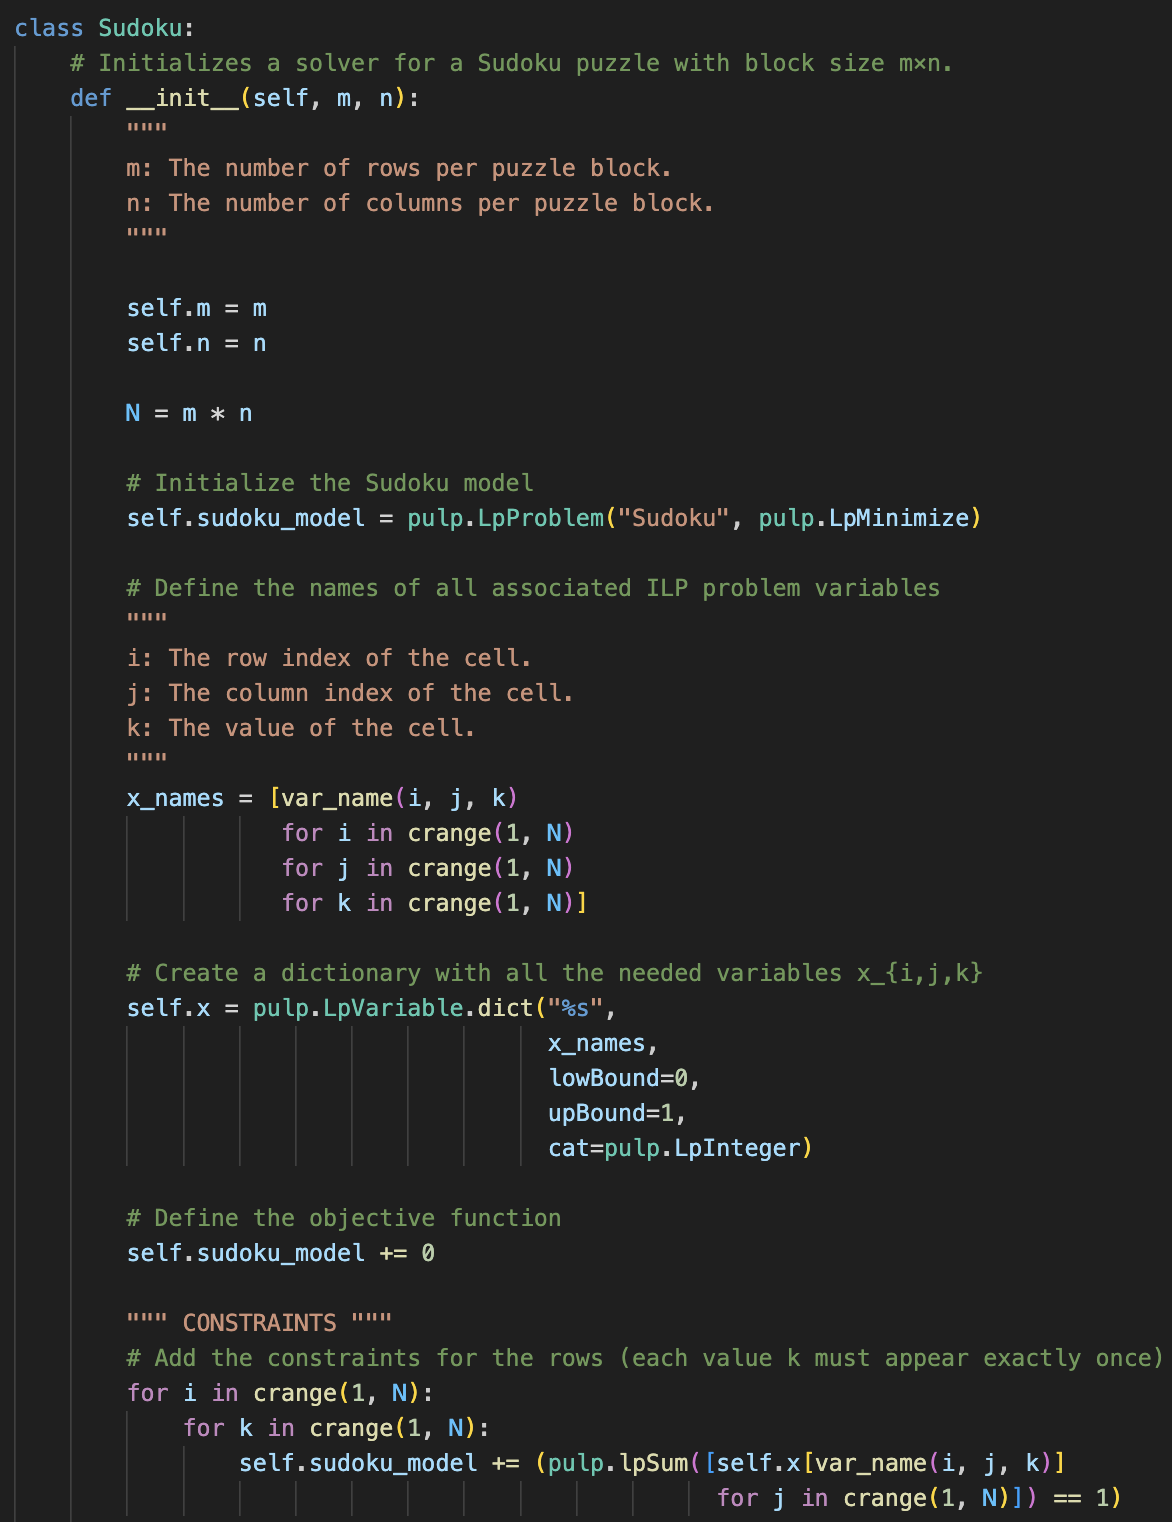 class Sudoku:
    # Initializes a solver for a Sudoku puzzle with block size m×n.
    def __init__(self, m, n):
        """
        m: The number of rows per puzzle block.
        n: The number of columns per puzzle block.
        """

        self.m = m
        self.n = n

        N = m * n

        # Initialize the Sudoku model
        self.sudoku_model = pulp.LpProblem("Sudoku", pulp.LpMinimize)

        # Define the names of all associated ILP problem variables
        """
        i: The row index of the cell.
        j: The column index of the cell.
        k: The value of the cell.
        """
        x_names = [var_name(i, j, k)
                   for i in crange(1, N)
                   for j in crange(1, N)
                   for k in crange(1, N)]

        # Create a dictionary with all the needed variables x_{i,j,k}
        self.x = pulp.LpVariable.dict("%s",
                                      x_names,
                                      lowBound=0,
                                      upBound=1,
                                      cat=pulp.LpInteger)

        # Define the objective function
        self.sudoku_model += 0

        """ CONSTRAINTS """
        # Add the constraints for the rows (each value k must appear exactly once)
        for i in crange(1, N):
            for k in crange(1, N):
                self.sudoku_model += (pulp.lpSum([self.x[var_name(i, j, k)]
                                                  for j in crange(1, N)]) == 1)